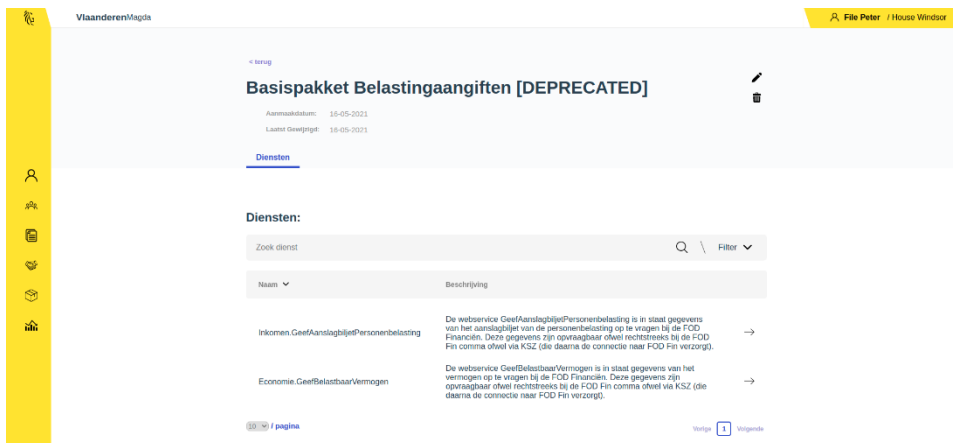 VlaanderenMagda
File Peter / House Windsor
< terug
Basispakket Belastingaangiften [DEPRECATED]
Aanmaakdatum: 16-05-2021
Laatst Gewijzigd: 16-05-2021
Diensten
Diensten:
Zoek dienst
Filter
Naam Beschrijving
Inkomen.GeefAanslagbiljetPersonenbelasting
De webservice GeefAanslagbiljetPersonenbelasting is in staat gegevens
van het aanslagbiljet van de personenbelasting op te vragen bij de FOD
Financiën. Deze gegevens zijn opvraagbaar ofwel rechtstreeks bij de FOD
Fin comma ofwel via KSZ (die daarna de connectie naar FOD Fin verzorgt).
Economie.GeefBelastbaarVermogen
De webservice GeefBelastbaarVermogen is in staat gegevens van het
vermogen op te vragen bij de FOD Financiën. Deze gegevens zijn
opvraagbaar ofwel rechtstreeks bij de FOD Fin comma ofwel via KSZ (die
daarna de connectie naar FOD Fin verzorgt).
10 / pagina
Vorige 1 Volgende